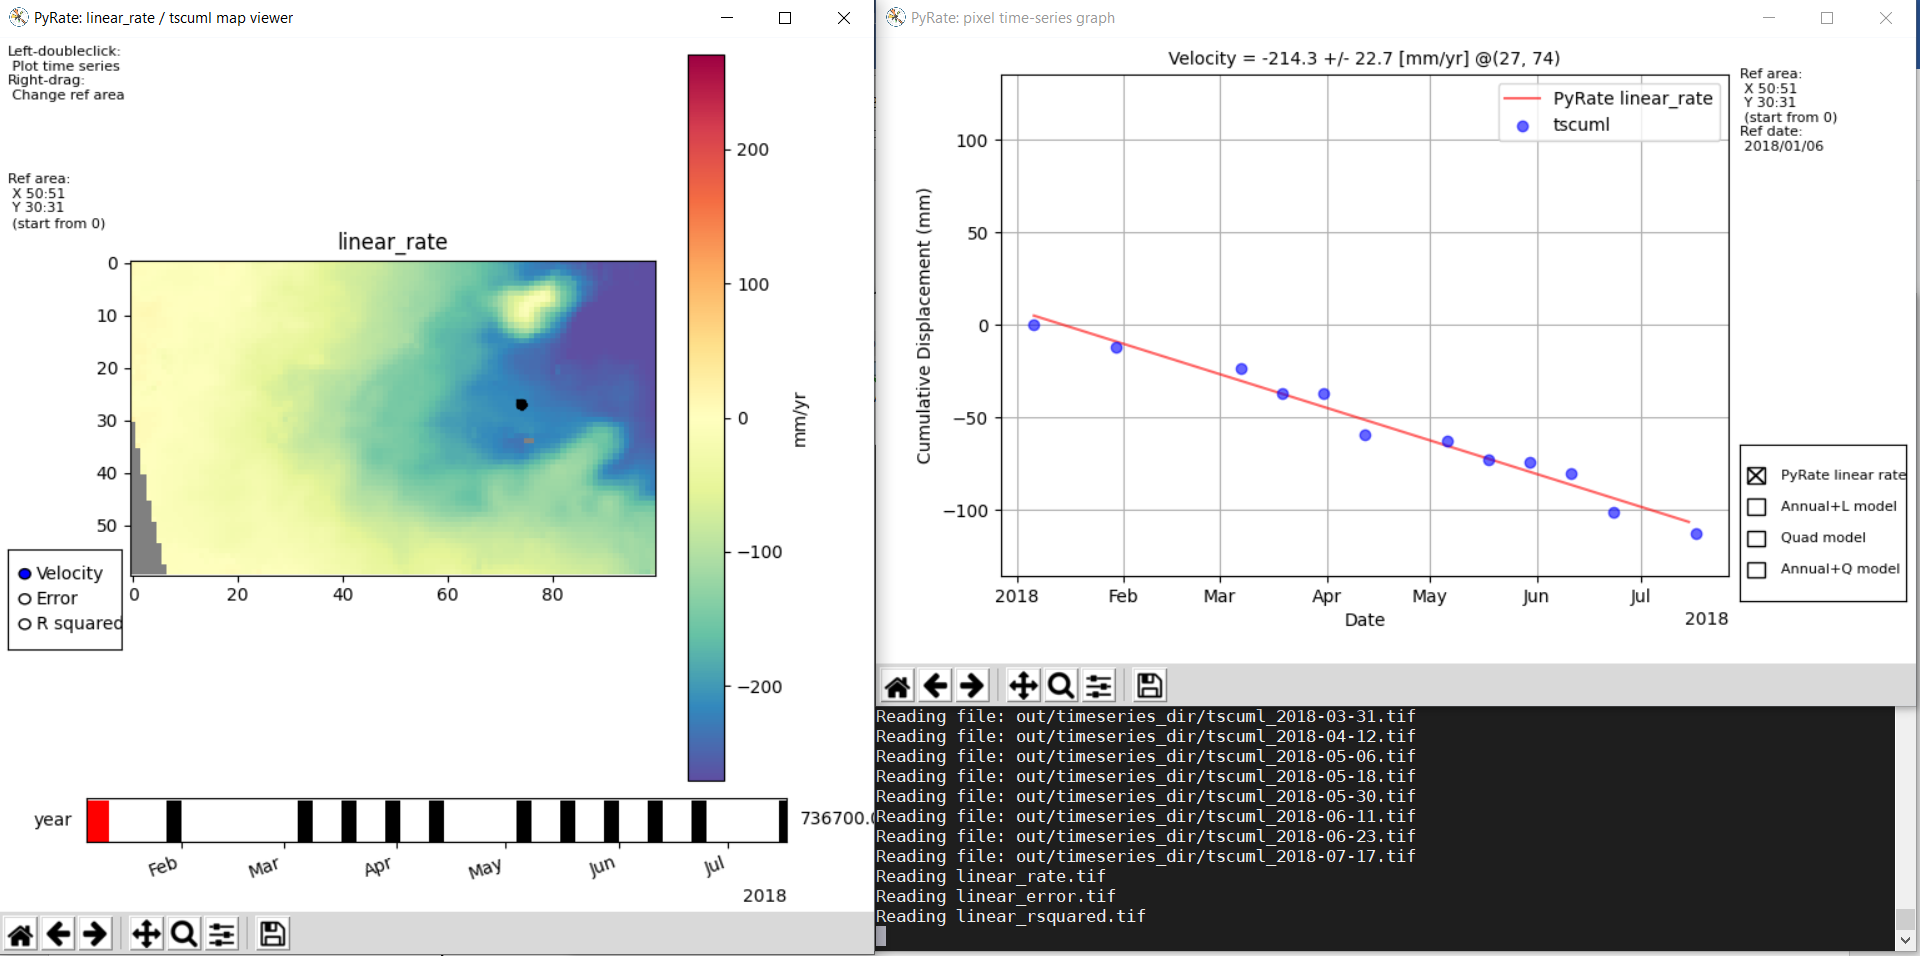 PyRate: linear_rate / tscuml map viewer
Left-doubleclick:
Plot time series
Right-drag:
Change ref area
Ref area:
X 50:51
Y 30:31
(start from 0)
linear_rate
0
10
20
30
40
50
0
20
40
60
80
200
100
0
−100
−200
mm/yr
Velocity
Error
R squared
year
736700.0
Feb
Mar
Apr
May
Jun
Jul
2018
PyRate: pixel time-series graph
Velocity = -214.3 +/- 22.7 [mm/yr] @(27, 74)
PyRate linear_rate
tscuml
Ref area:
X 50:51
Y 30:31
(start from 0)
Ref date:
2018/01/06
Cumulative Displacement (mm)
100
50
0
−50
−100
2018
Feb
Mar
Apr
May
Jun
Jul
Date
2018
PyRate linear rate
Annual+L model
Quad model
Annual+Q model
Reading file: out/timeseries_dir/tscuml_2018-03-31.tif
Reading file: out/timeseries_dir/tscuml_2018-04-12.tif
Reading file: out/timeseries_dir/tscuml_2018-05-06.tif
Reading file: out/timeseries_dir/tscuml_2018-05-18.tif
Reading file: out/timeseries_dir/tscuml_2018-05-30.tif
Reading file: out/timeseries_dir/tscuml_2018-06-11.tif
Reading file: out/timeseries_dir/tscuml_2018-06-23.tif
Reading file: out/timeseries_dir/tscuml_2018-07-17.tif
Reading linear_rate.tif
Reading linear_error.tif
Reading linear_rsquared.tif